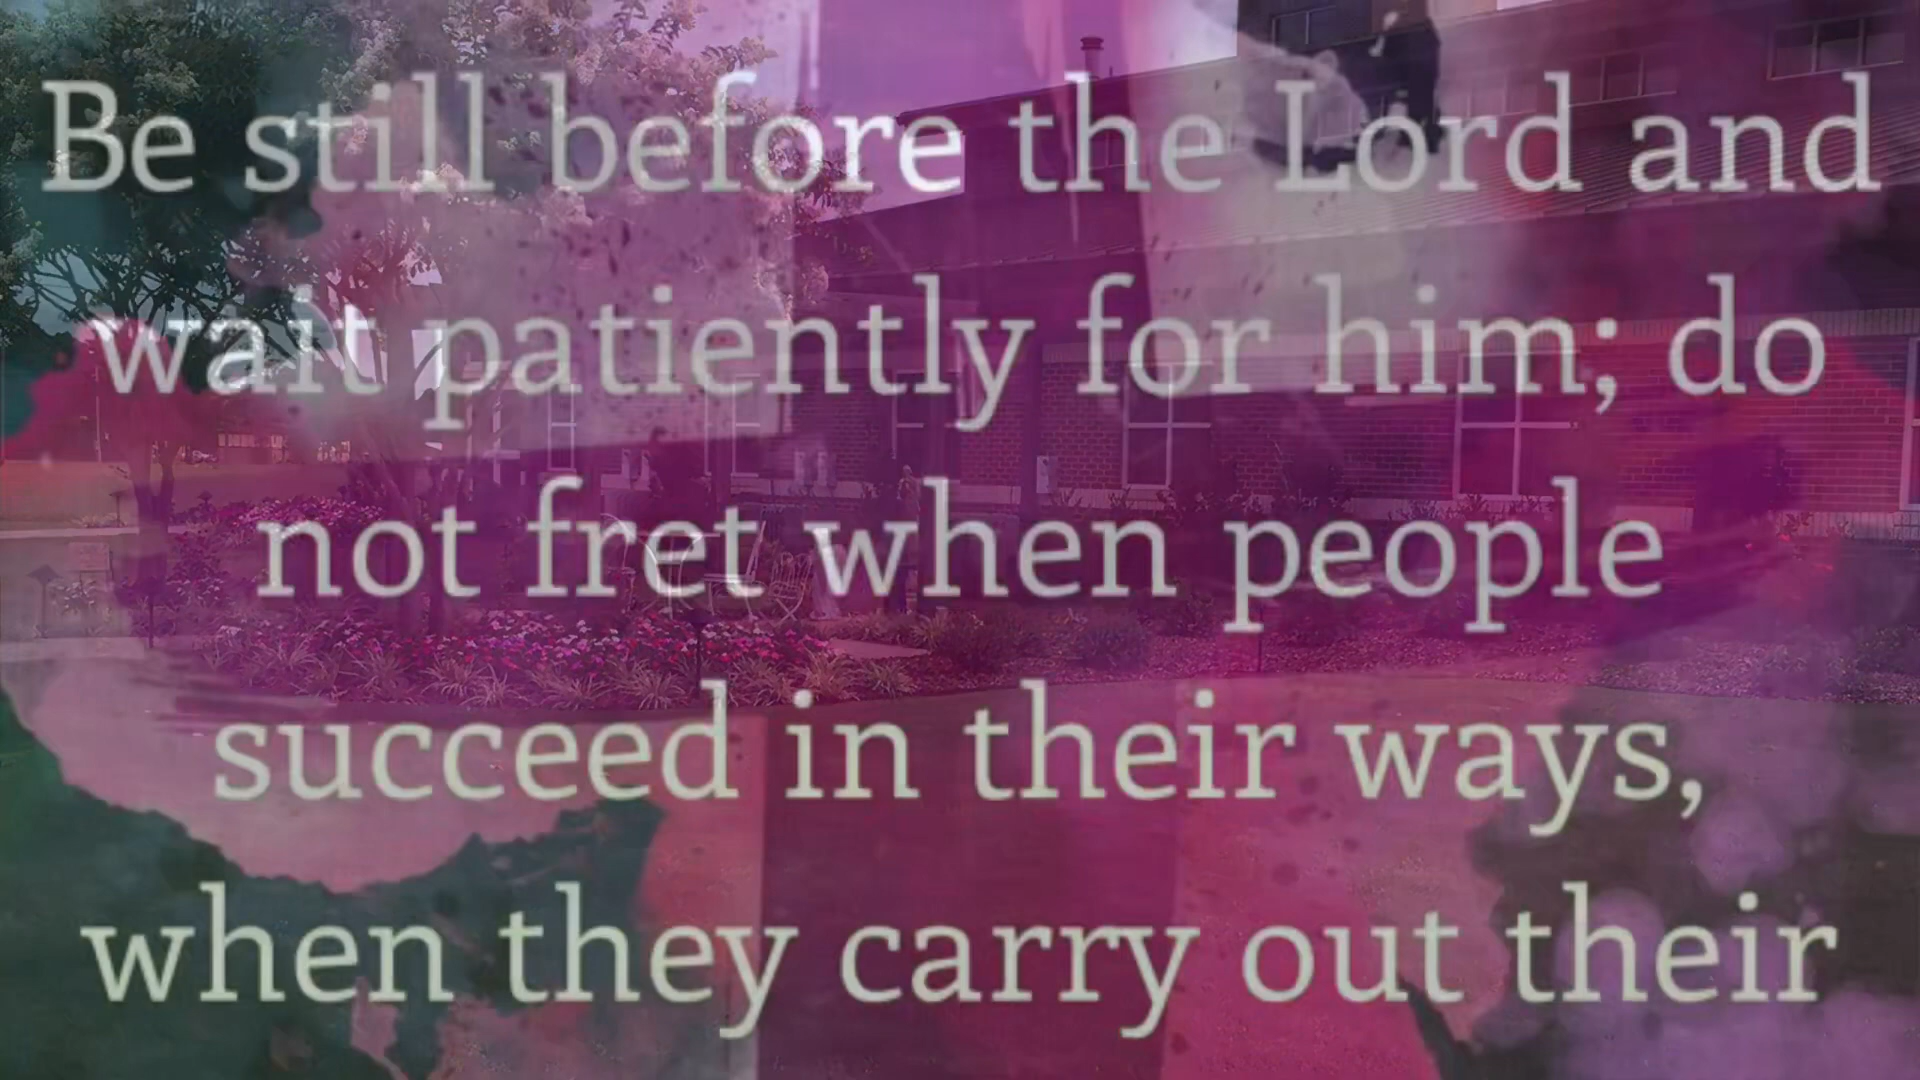 Be still before the Lord and
wait patiently for him; do
not fret when people
succeed in their ways,
when they carry out their